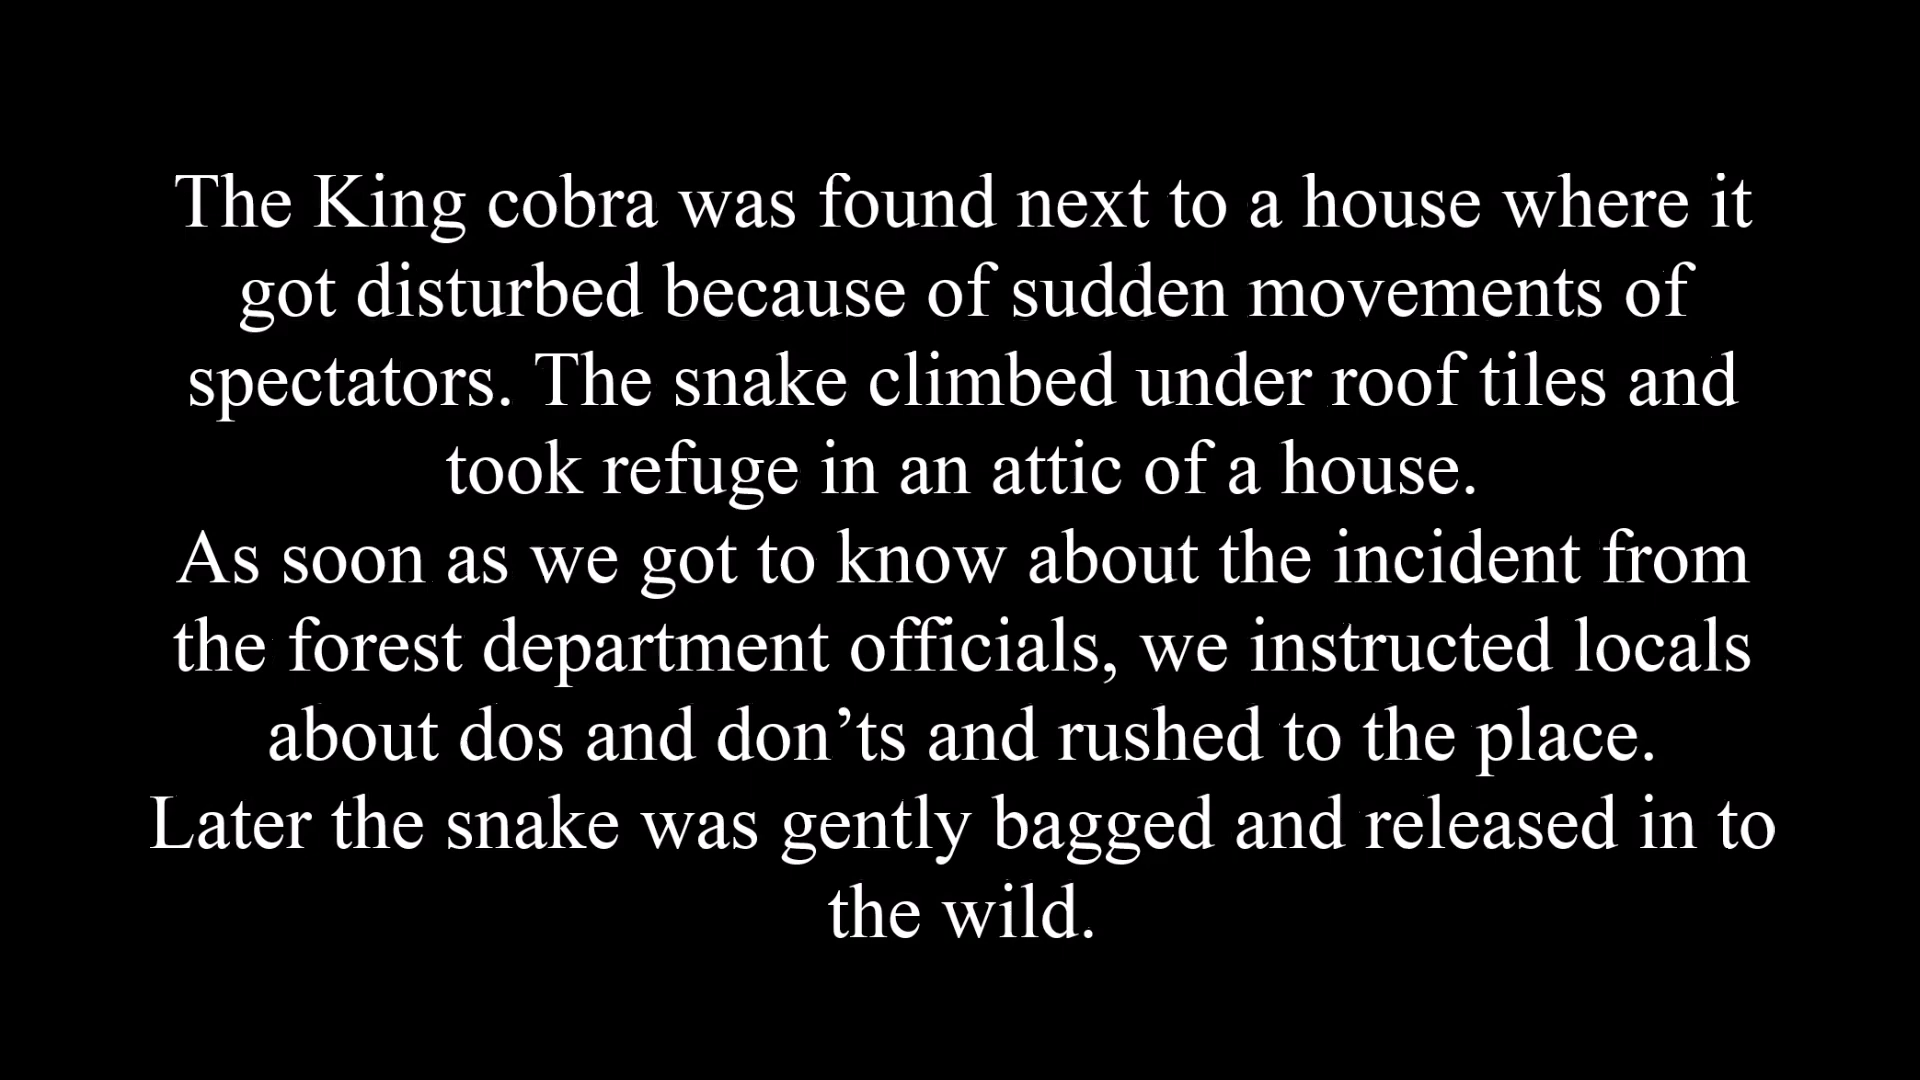 The King cobra was found next to a house where it
got disturbed because of sudden movements of
spectators. The snake climbed under roof tiles and
took refuge in an attic of a house.
As soon as we got to know about the incident from
the forest department officials, we instructed locals
about dos and don’ts and rushed to the place.
Later the snake was gently bagged and released in to
the wild.